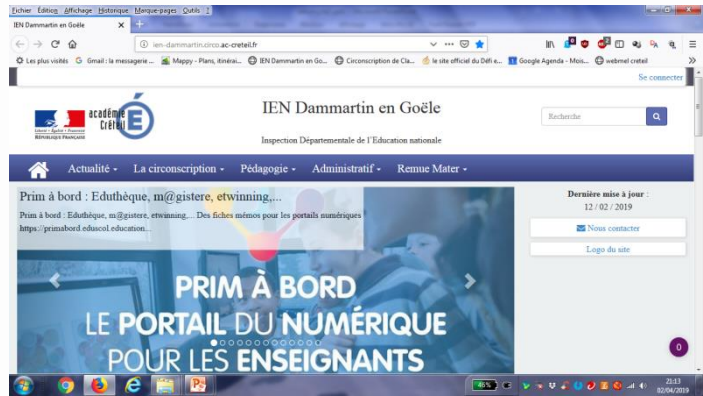 Fichier Édition Affichage Historique Marque-pages Outils ?
IEN Dammartin en Goële
ien-dammartin.circo.ac-creteil.fr
Les plus visités Gmail : la messagerie ... Mappy - Plans, itinérai... IEN Dammartin en Go... Circonscription de Cla... le site officiel du Défi e... Google Agenda - Mois... webmel creteil
Se connecter
académie
Créteil
Liberté • Égalité • Fraternité
RÉPUBLIQUE FRANÇAISE
IEN Dammartin en Goële
Inspection Départementale de l'Education nationale
Recherche
Actualité La circonscription Pédagogie Administratif Remue Mater
Prim à bord : Eduthèque, m@gistere, etwinning,...
Prim à bord : Eduthèque, m@gistere, etwinning,... Des fiches mémos pour les portails numériques
https://primabord.eduscol.education...
PRIM À BORD
LE PORTAIL DU NUMÉRIQUE
POUR LES ENSEIGNANTS
Dernière mise à jour :
12 / 02 / 2019
Nous contacter
Logo du site
0
46%
21:13
02/04/2019